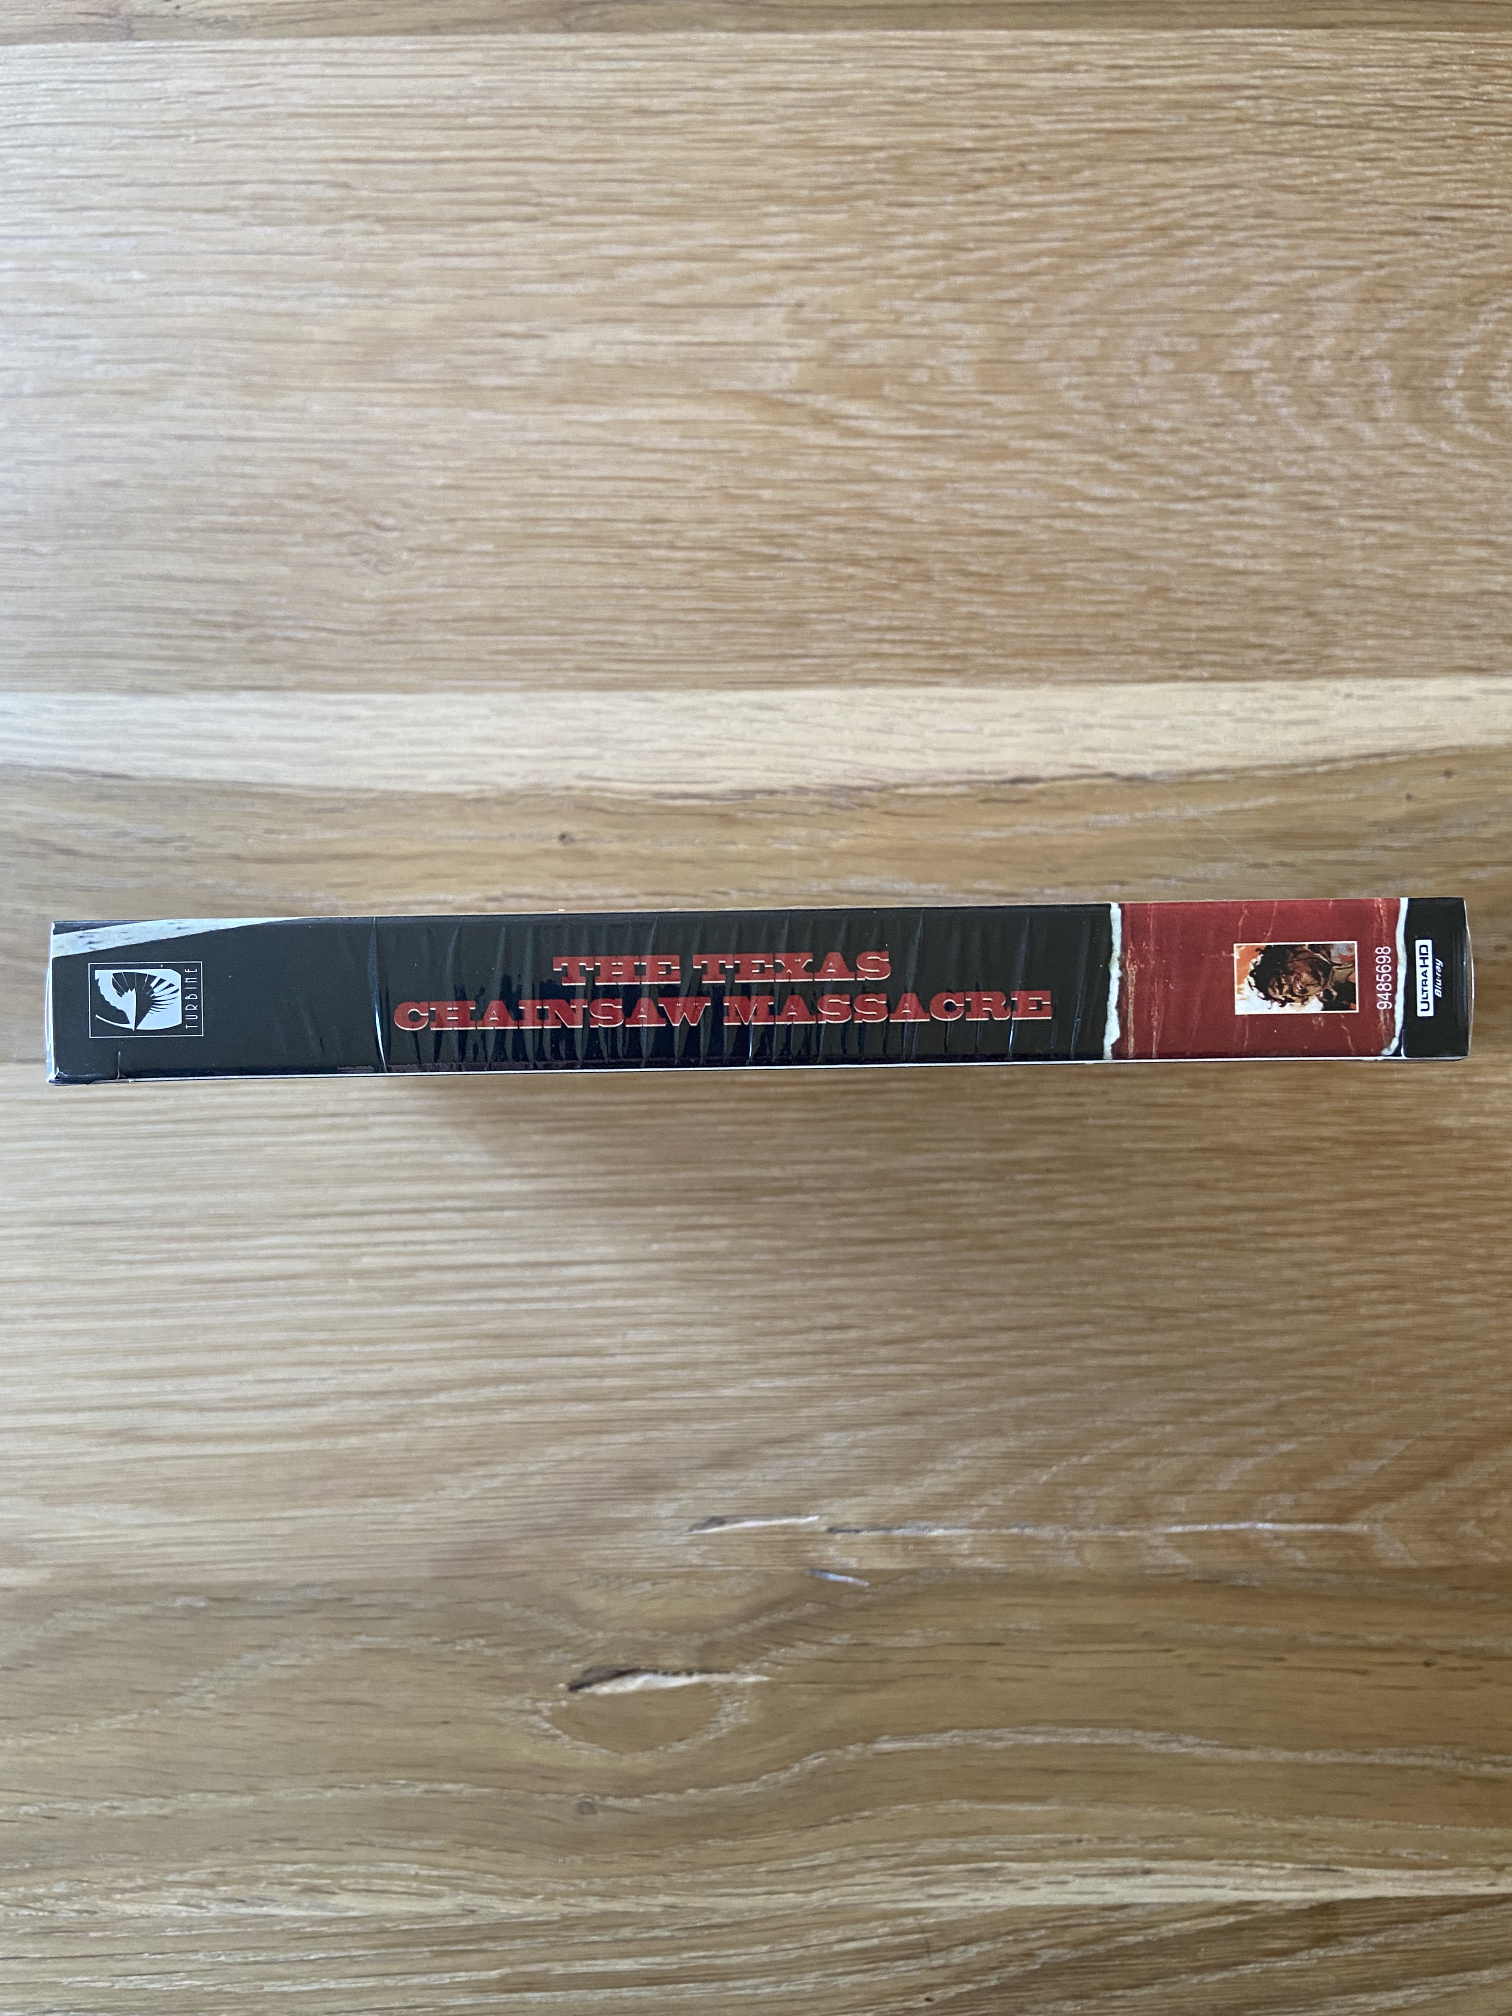 TURBINE
THE TEXAS
CHAINSAW MASSACRE
9485698
ULTRA HD
Blu-ray